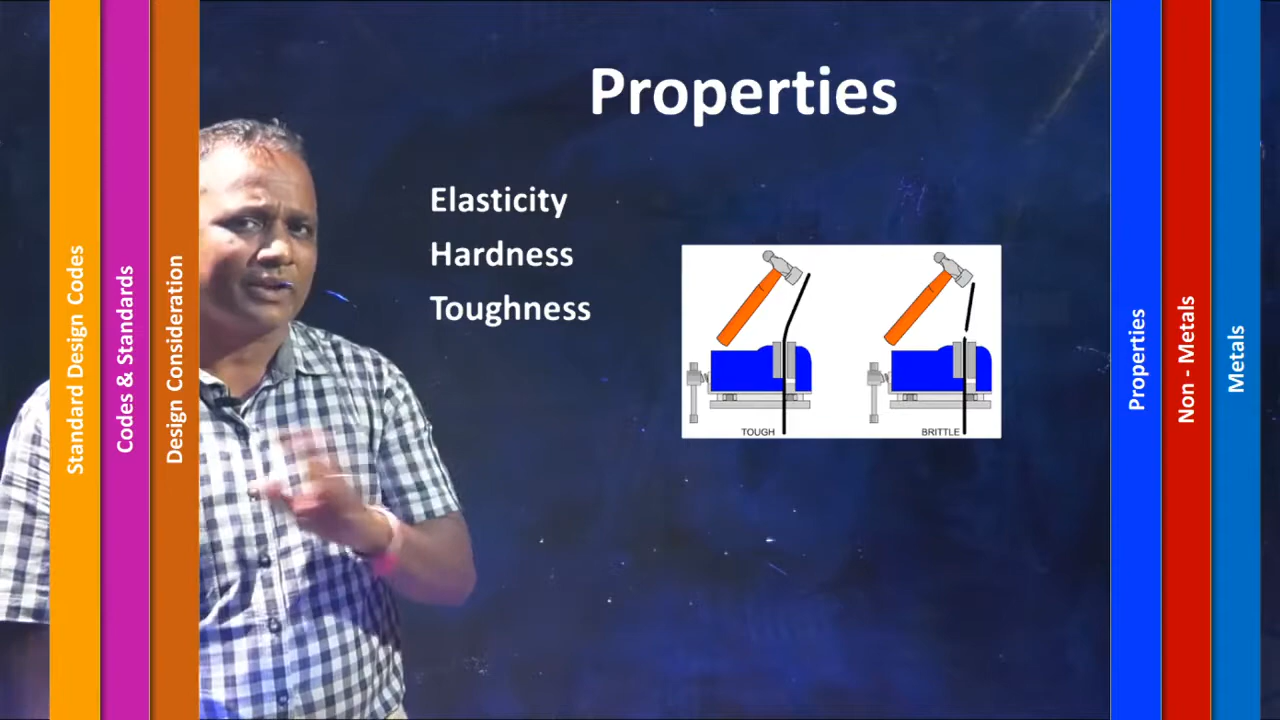 Standard Design Codes
Codes & Standards
Design Consideration
Properties
Elasticity
Hardness
Toughness
TOUGH
BRITTLE
Properties
Non - Metals
Metals